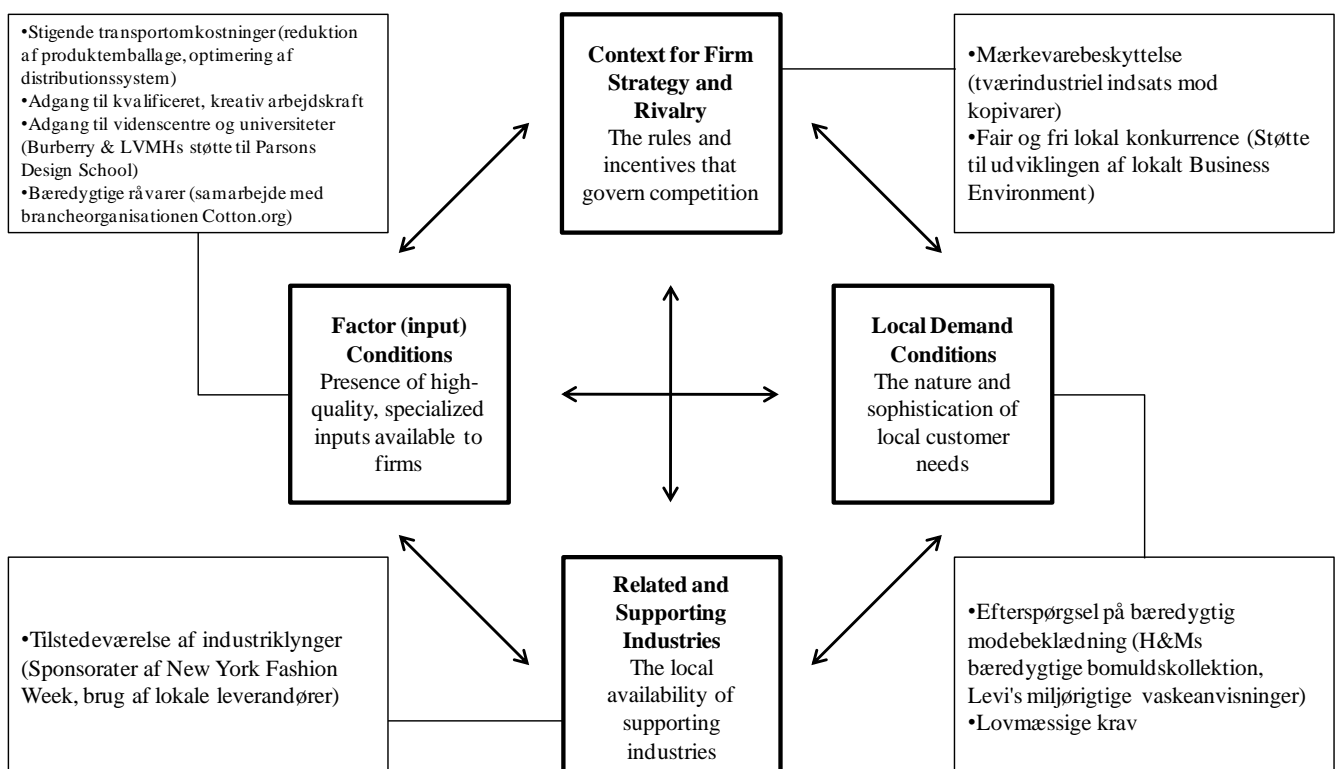 •Stigende transportomkostninger (reduktion
af produktemballage, optimering af
distributionssystem)
•Adgang til kvalificeret, kreativ arbejdskraft
•Adgang til videnscentre og universiteter
(Burberry & LVMHs støtte til Parsons
Design School)
•Bæredygtige råvarer (samarbejde med
brancheorganisationen Cotton.org)
Context for Firm
Strategy and
Rivalry
The rules and
incentives that
govern competition
•Mærkevarebeskyttelse
(tværindustriel indsats mod
kopivarer)
•Fair og fri lokal konkurrence (Støtte
til udviklingen af lokalt Business
Environment)
Factor (input)
Conditions
Presence of high-
quality, specialized
inputs available to
firms
Local Demand
Conditions
The nature and
sophistication of
local customer
needs
•Tilstedeværelse af industriklynger
(Sponsorater af New York Fashion
Week, brug af lokale leverandører)
Related and
Supporting
Industries
The local
availability of
supporting
industries
•Efterspørgsel på bæredygtig
modebeklædning (H&Ms
bæredygtige bomuldskollektion,
Levi's miljørigtige vaskeanvisninger)
•Lovmæssige krav